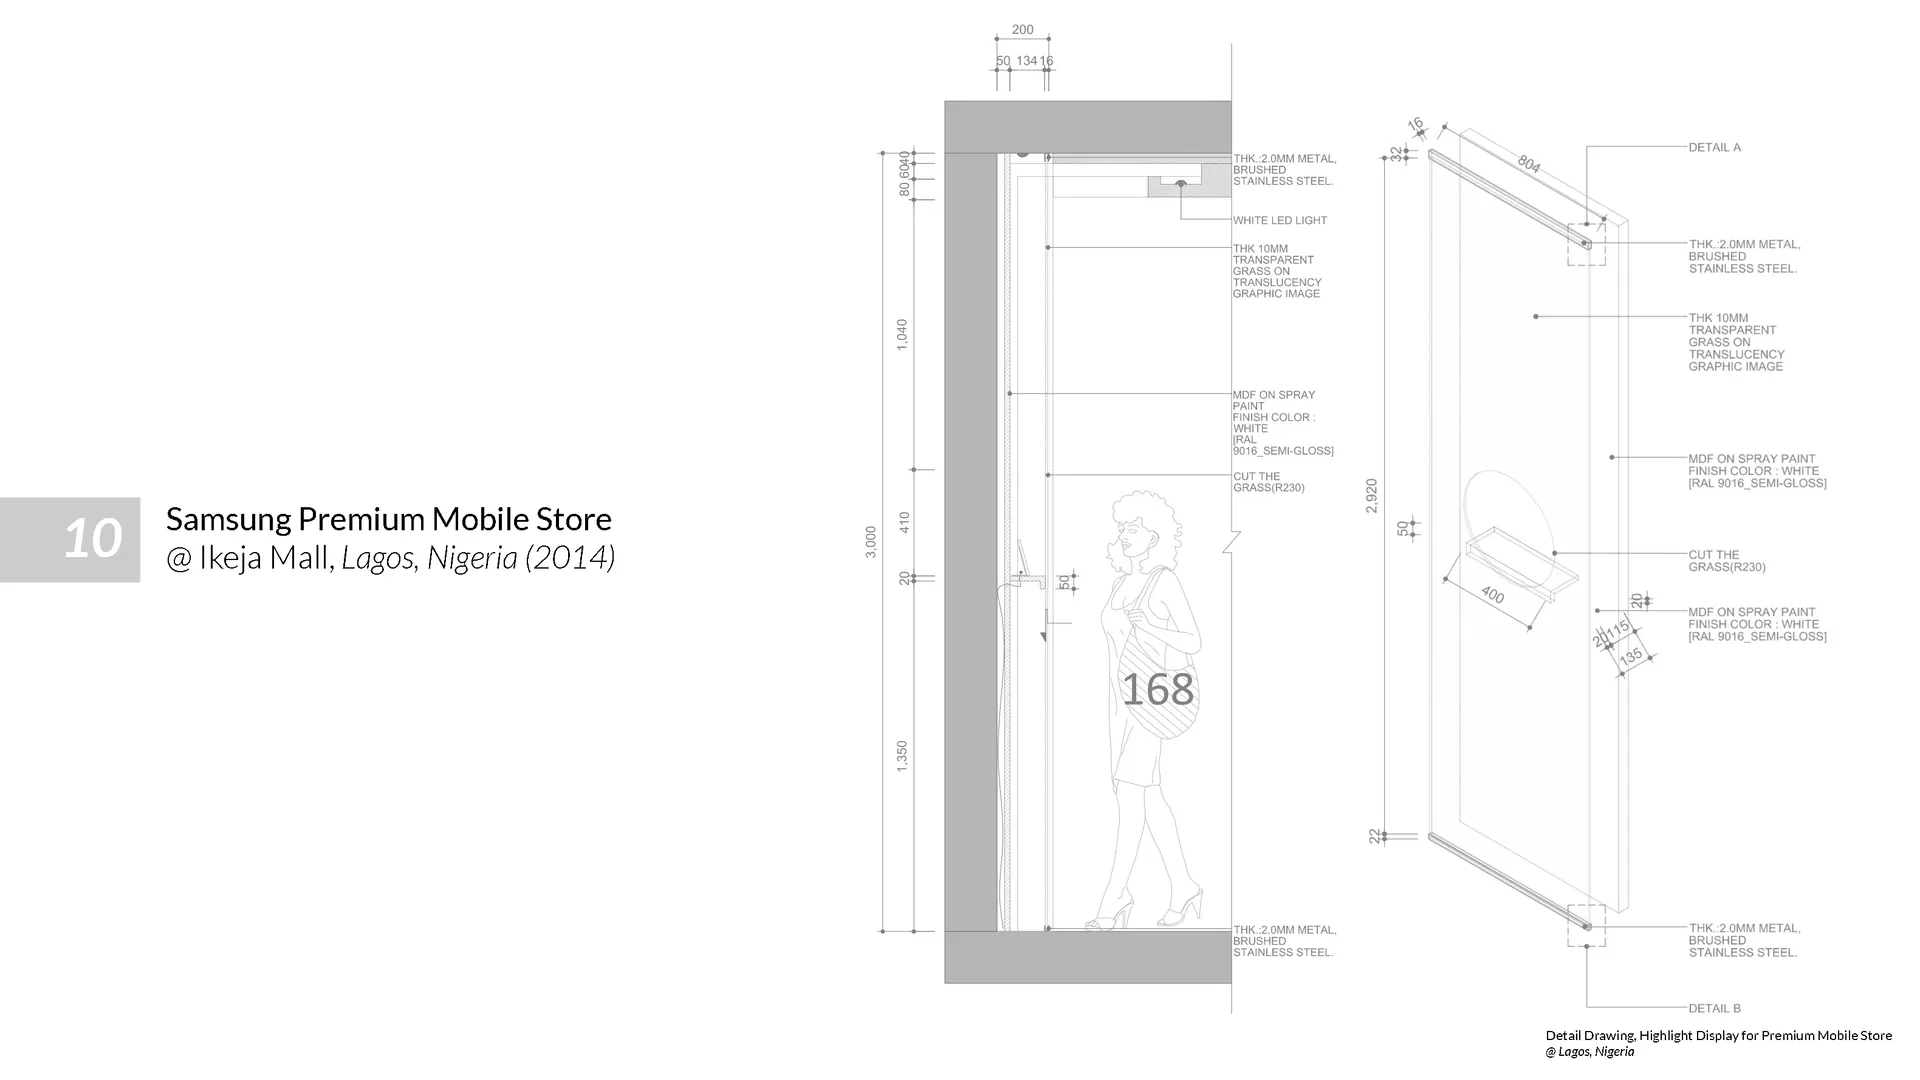 10
Samsung Premium Mobile Store
@ Ikeja Mall, Lagos, Nigeria (2014)
200
50 134 16
40
60
80
1,040
410
20
1,350
3,000
50
168
THK.:2.0MM METAL,
BRUSHED
STAINLESS STEEL.
WHITE LED LIGHT
THK 10MM
TRANSPARENT
GRASS ON
TRANSLUCENCY
GRAPHIC IMAGE
MDF ON SPRAY
PAINT
FINISH COLOR :
WHITE
[RAL
9016_SEMI-GLOSS]
CUT THE
GRASS(R230)
THK.:2.0MM METAL,
BRUSHED
STAINLESS STEEL.
16
32
804
2,920
50
400
20
20
115
135
22
DETAIL A
THK.:2.0MM METAL,
BRUSHED
STAINLESS STEEL.
THK 10MM
TRANSPARENT
GRASS ON
TRANSLUCENCY
GRAPHIC IMAGE
MDF ON SPRAY PAINT
FINISH COLOR : WHITE
[RAL 9016_SEMI-GLOSS]
CUT THE
GRASS(R230)
MDF ON SPRAY PAINT
FINISH COLOR : WHITE
[RAL 9016_SEMI-GLOSS]
THK.:2.0MM METAL,
BRUSHED
STAINLESS STEEL.
DETAIL B
Detail Drawing, Highlight Display for Premium Mobile Store
@ Lagos, Nigeria